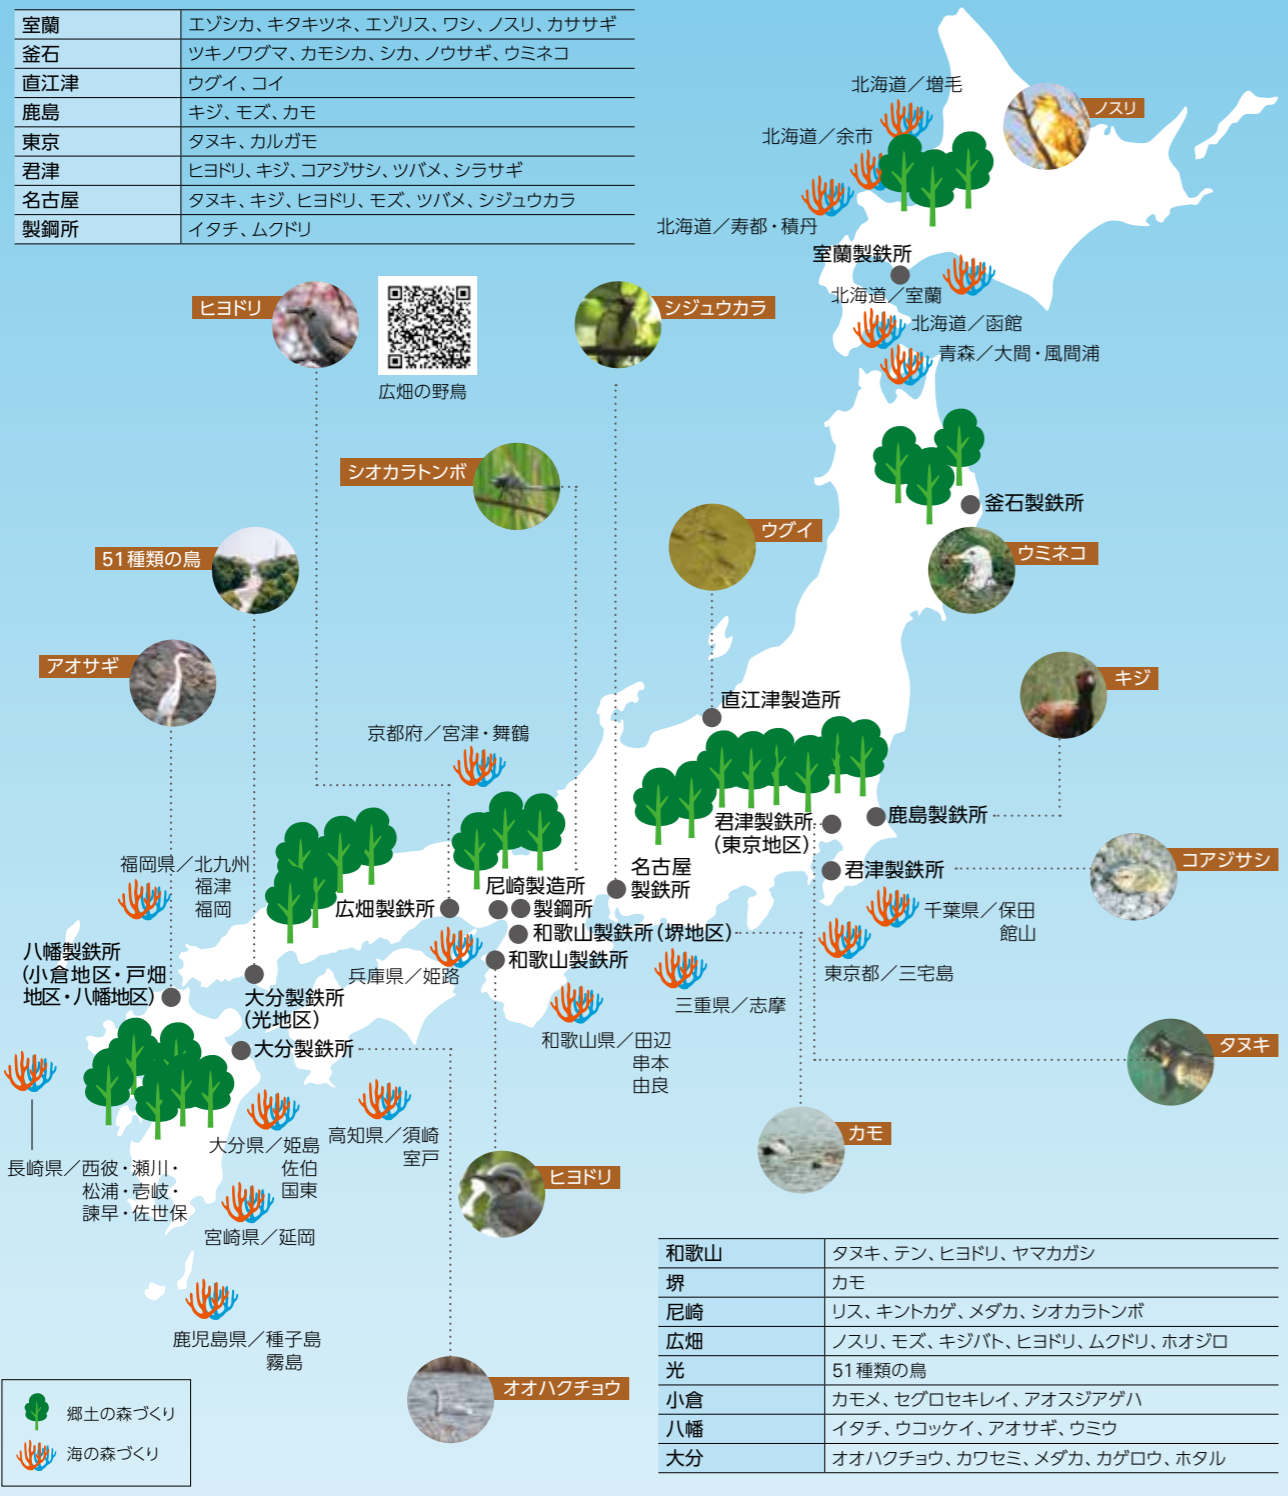 室蘭 エゾシカ、キタキツネ、エゾリス、ワシ、ノスリ、カササギ
釜石 ツキノワグマ、カモシカ、シカ、ノウサギ、ウミネコ
直江津 ウグイ、コイ
鹿島 キジ、モズ、カモ
東京 タヌキ、カルガモ
君津 ヒヨドリ、キジ、コアジサシ、ツバメ、シラサギ
名古屋 タヌキ、キジ、ヒヨドリ、モズ、ツバメ、シジュウカラ
製鋼所 イタチ、ムクドリ
北海道／増毛
ノスリ
北海道／余市
北海道／寿都・積丹
室蘭製鉄所
北海道／室蘭
北海道／函館
青森／大間・風間浦
ヒヨドリ
広畑の野鳥
シジュウカラ
シオカラトンボ
釜石製鉄所
ウグイ
ウミネコ
51種類の鳥
アオサギ
キジ
直江津製造所
京都府／宮津・舞鶴
君津製鉄所
（東京地区）
鹿島製鉄所
コアジサシ
君津製鉄所
名古屋
製鉄所
福岡県／北九州
福津
福岡
尼崎製造所
広畑製鉄所
製鋼所
千葉県／保田
館山
和歌山製鉄所（堺地区）
八幡製鉄所
（小倉地区・戸畑
地区・八幡地区）
和歌山製鉄所
兵庫県／姫路
東京都／三宅島
大分製鉄所
（光地区）
三重県／志摩
和歌山県／田辺
串本
由良
大分製鉄所
タヌキ
カモ
高知県／須崎
室戸
大分県／姫島
佐伯
国東
長崎県／西彼・瀬川・
松浦・壱岐・
諫早・佐世保
ヒヨドリ
宮崎県／延岡
鹿児島県／種子島
霧島
オオハクチョウ
和歌山 タヌキ、テン、ヒヨドリ、ヤマカガシ
堺 カモ
尼崎 リス、キントカゲ、メダカ、シオカラトンボ
広畑 ノスリ、モズ、キジバト、ヒヨドリ、ムクドリ、ホオジロ
光 51種類の鳥
小倉 カモメ、セグロセキレイ、アオスジアゲハ
八幡 イタチ、ウコッケイ、アオサギ、ウミウ
大分 オオハクチョウ、カワセミ、メダカ、カゲロウ、ホタル
郷土の森づくり
海の森づくり